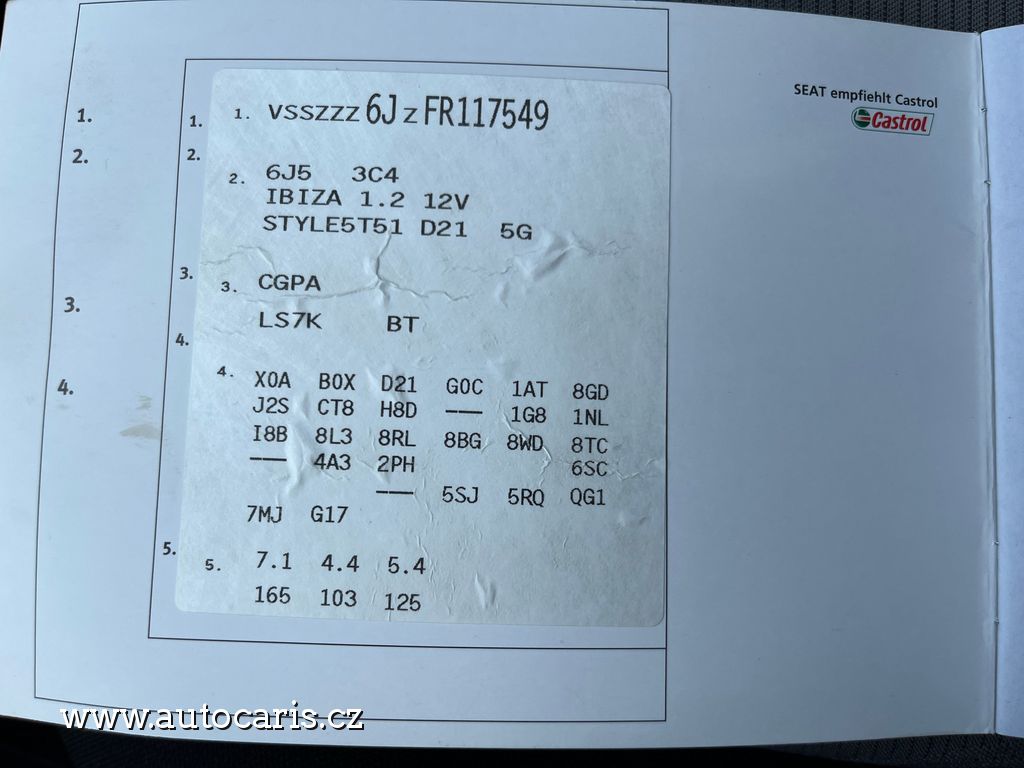 SEAT empfiehlt Castrol
Castrol
1.
2.
3.
4.
1.
2.
3.
4.
5.
1. VSSZZZ 6J Z FR117549
2. 6J5 3C4
IBIZA 1.2 12V
STYLE5T51 D21 5G
3. CGPA
LS7K BT
4. X0A B0X D21 G0C 1AT 8GD
J2S CT8 H8D —— 1G8 1NL
I8B 8L3 8RL 8BG 8WD 8TC
—— 4A3 2PH 6SC
—— 5SJ 5RQ QG1
7MJ G17
5. 7.1 4.4 5.4
165 103 125
www.autocaris.cz